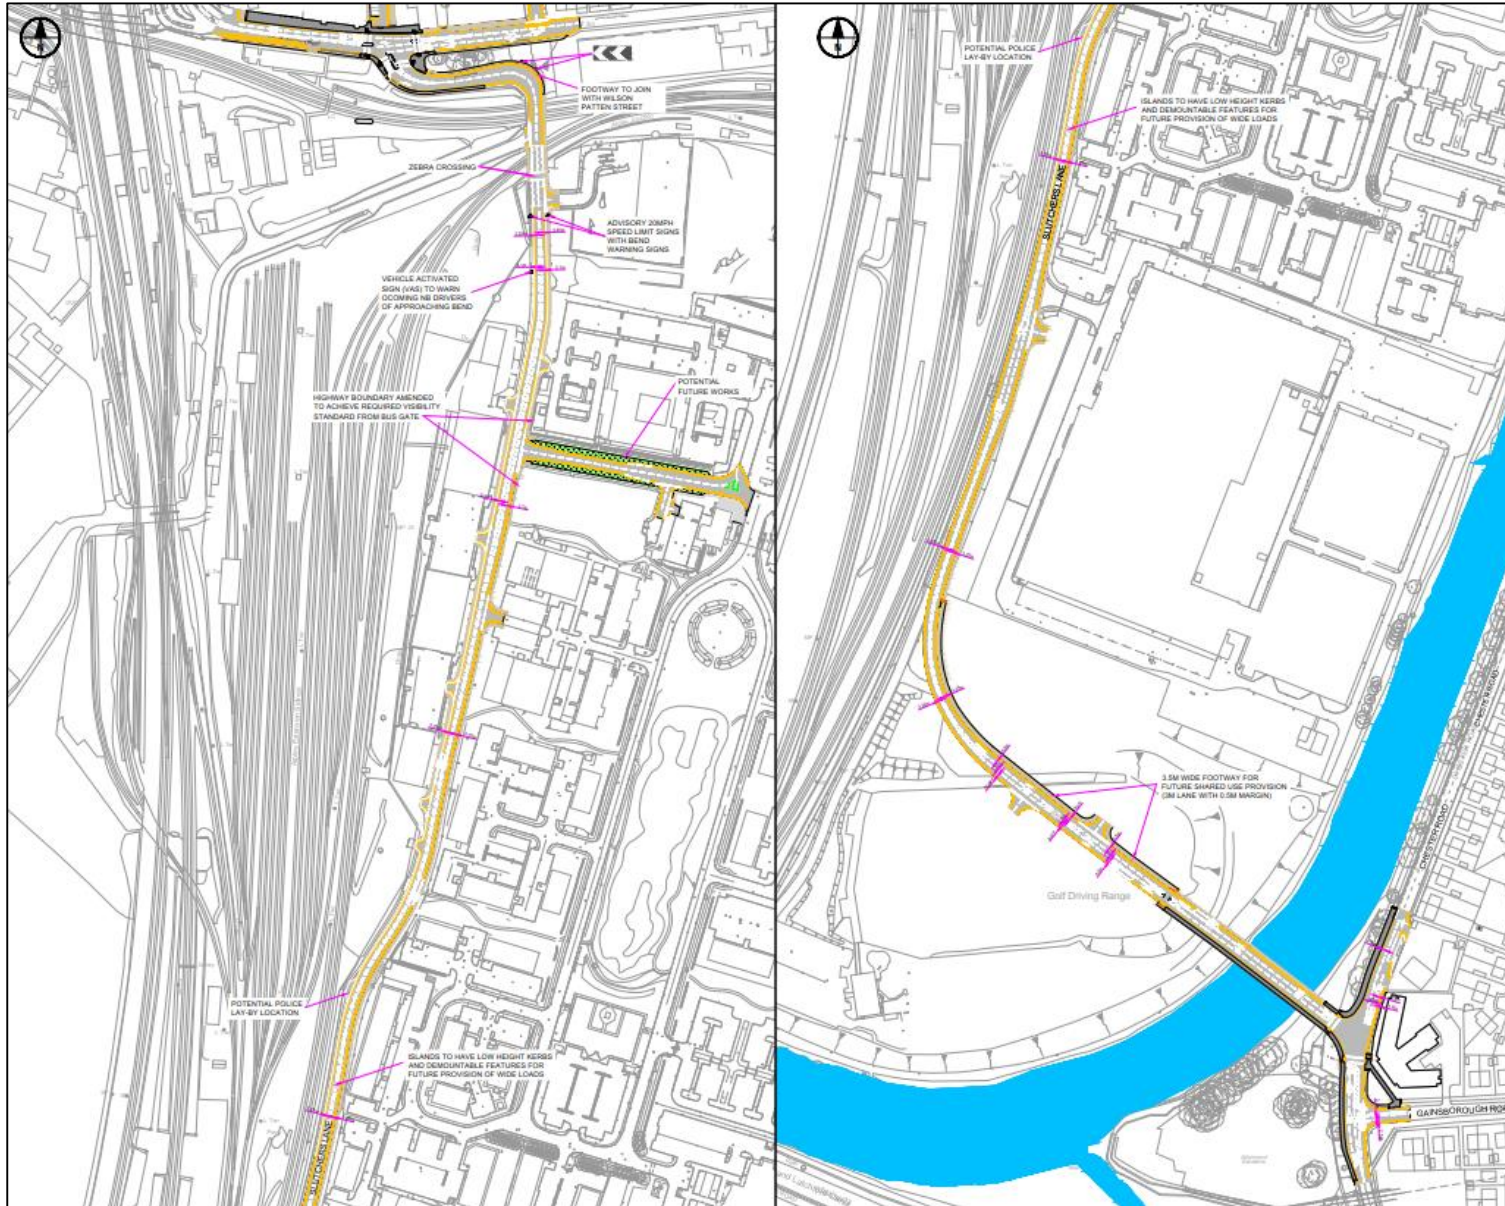 N
FOOTWAY TO JOIN
WITH WILSON
PATTEN STREET
ZEBRA CROSSING
ADVISORY 20MPH
SPEED LIMIT SIGNS
WITH BEND
WARNING SIGNS
VEHICLE ACTIVATED
SIGN (VAS) TO WARN
OCOMING NB DRIVERS
OF APPROACHING BEND
POTENTIAL
FUTURE WORKS
HIGHWAY BOUNDARY AMENDED
TO ACHIEVE REQUIRED VISIBILITY
STANDARD FROM BUS GATE
POTENTIAL POLICE
LAY-BY LOCATION
ISLANDS TO HAVE LOW HEIGHT KERBS
AND DEMOUNTABLE FEATURES FOR
FUTURE PROVISION OF WIDE LOADS
SLUTCHERS LANE
N
POTENTIAL POLICE
LAY-BY LOCATION
ISLANDS TO HAVE LOW HEIGHT KERBS
AND DEMOUNTABLE FEATURES FOR
FUTURE PROVISION OF WIDE LOADS
SLUTCHERS LANE
3.5M WIDE FOOTWAY FOR
FUTURE SHARED USE PROVISION
(3M LANE WITH 0.5M MARGIN)
Golf Driving Range
CHESTER ROAD
CHESTER ROAD
GAINSBOROUGH RO